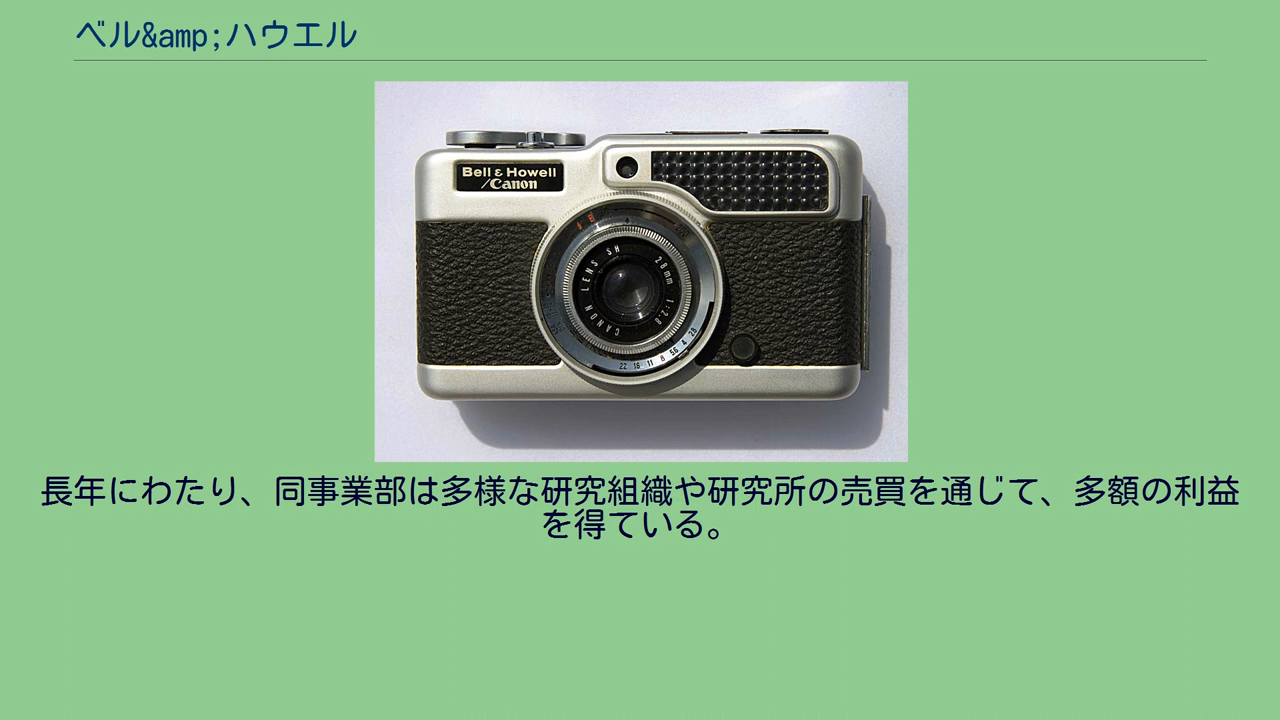 ベル&amp;ハウエル
Bell & Howell
/Canon
CANON LENS SH 28mm 1:2.8
22 16 11 8 5.6 4 2.8
長年にわたり、同事業部は多様な研究組織や研究所の売買を通じて、多額の利益
を得ている。